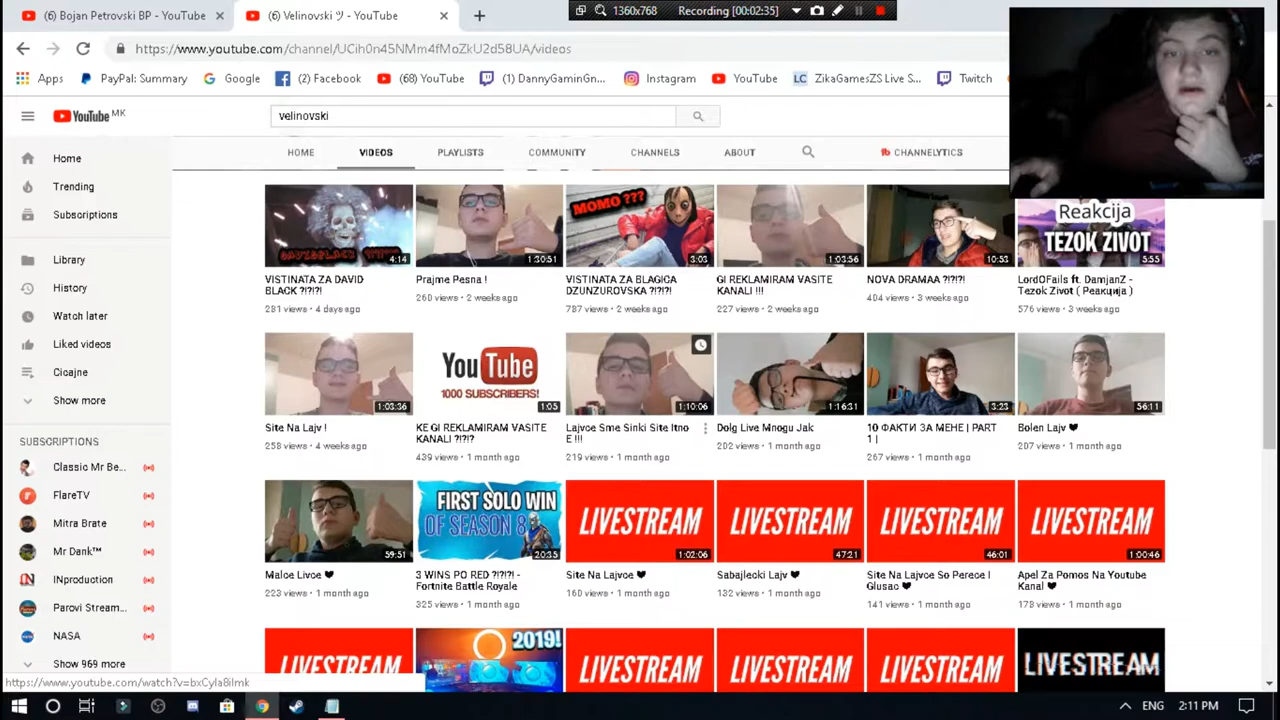 (6) Bojan Petrovski BP - YouTube
(6) Velinovski ツ - YouTube
1360x768
Recording [00:02:35]
https://www.youtube.com/channel/UCih0n45NMm4fMoZkU2d58UA/videos
Apps
PayPal: Summary
Google
(2) Facebook
(68) YouTube
(1) DannyGaminGn...
Instagram
YouTube
LC ZikaGamesZS Live S...
Twitch
YouTube MK
velinovski
HOME
VIDEOS
PLAYLISTS
COMMUNITY
CHANNELS
ABOUT
CHANNELYTICS
Home
Trending
Subscriptions
Library
History
Watch later
Liked videos
Cicajne
Show more
SUBSCRIPTIONS
Classic Mr Be...
FlareTV
Mitra Brate
Mr Dank™
INproduction
Parovi Stream...
NASA
Show 969 more
4:14
VISTINATA ZA DAVID
BLACK ?!?!?!
281 views • 4 days ago
1:30:51
Prajme Pesna !
260 views • 2 weeks ago
MOMO ???
3:03
VISTINATA ZA BLAGICA
DZUNZUROVSKA ?!?!?!
787 views • 2 weeks ago
1:03:56
GI REKLAMIRAM VASITE
KANALI !!!
227 views • 2 weeks ago
10:53
NOVA DRAMAA ?!?!?!
404 views • 3 weeks ago
Reakcija
TEZOK ZIVOT
5:55
LordOFails ft. DamjanZ -
Tezok Zivot ( Реакција )
576 views • 3 weeks ago
1:03:36
Site Na Lajv !
258 views • 4 weeks ago
YouTube
1000 SUBSCRIBERS!
1:05
KE GI REKLAMIRAM VASITE
KANALI ?!?!?
439 views • 1 month ago
1:10:06
Lajvce Sme Sinki Site Itno
E !!!
219 views • 1 month ago
1:16:31
Dolg Live Mnogu Jak
202 views • 1 month ago
3:23
10 ФАКТИ ЗА МЕНЕ | PART
1 |
267 views • 1 month ago
56:11
Bolen Lajv ❤
207 views • 1 month ago
59:51
Malce Livce ❤
223 views • 1 month ago
FIRST SOLO WIN
OF SEASON 8
20:35
3 WINS PO RED ?!?!?! -
Fortnite Battle Royale
325 views • 1 month ago
LIVESTREAM
1:02:06
Site Na Lajvce ❤
160 views • 1 month ago
LIVESTREAM
47:21
Sabajlecki Lajv ❤
132 views • 1 month ago
LIVESTREAM
46:01
Site Na Lajvce So Perece I
Glusac ❤
141 views • 1 month ago
LIVESTREAM
1:00:46
Apel Za Pomos Na Youtube
Kanal ❤
178 views • 1 month ago
LIVESTREAM
2019!
LIVESTREAM
LIVESTREAM
LIVESTREAM
LIVESTREAM
https://www.youtube.com/watch?v=bxCyla8iImk
ENG
2:11 PM